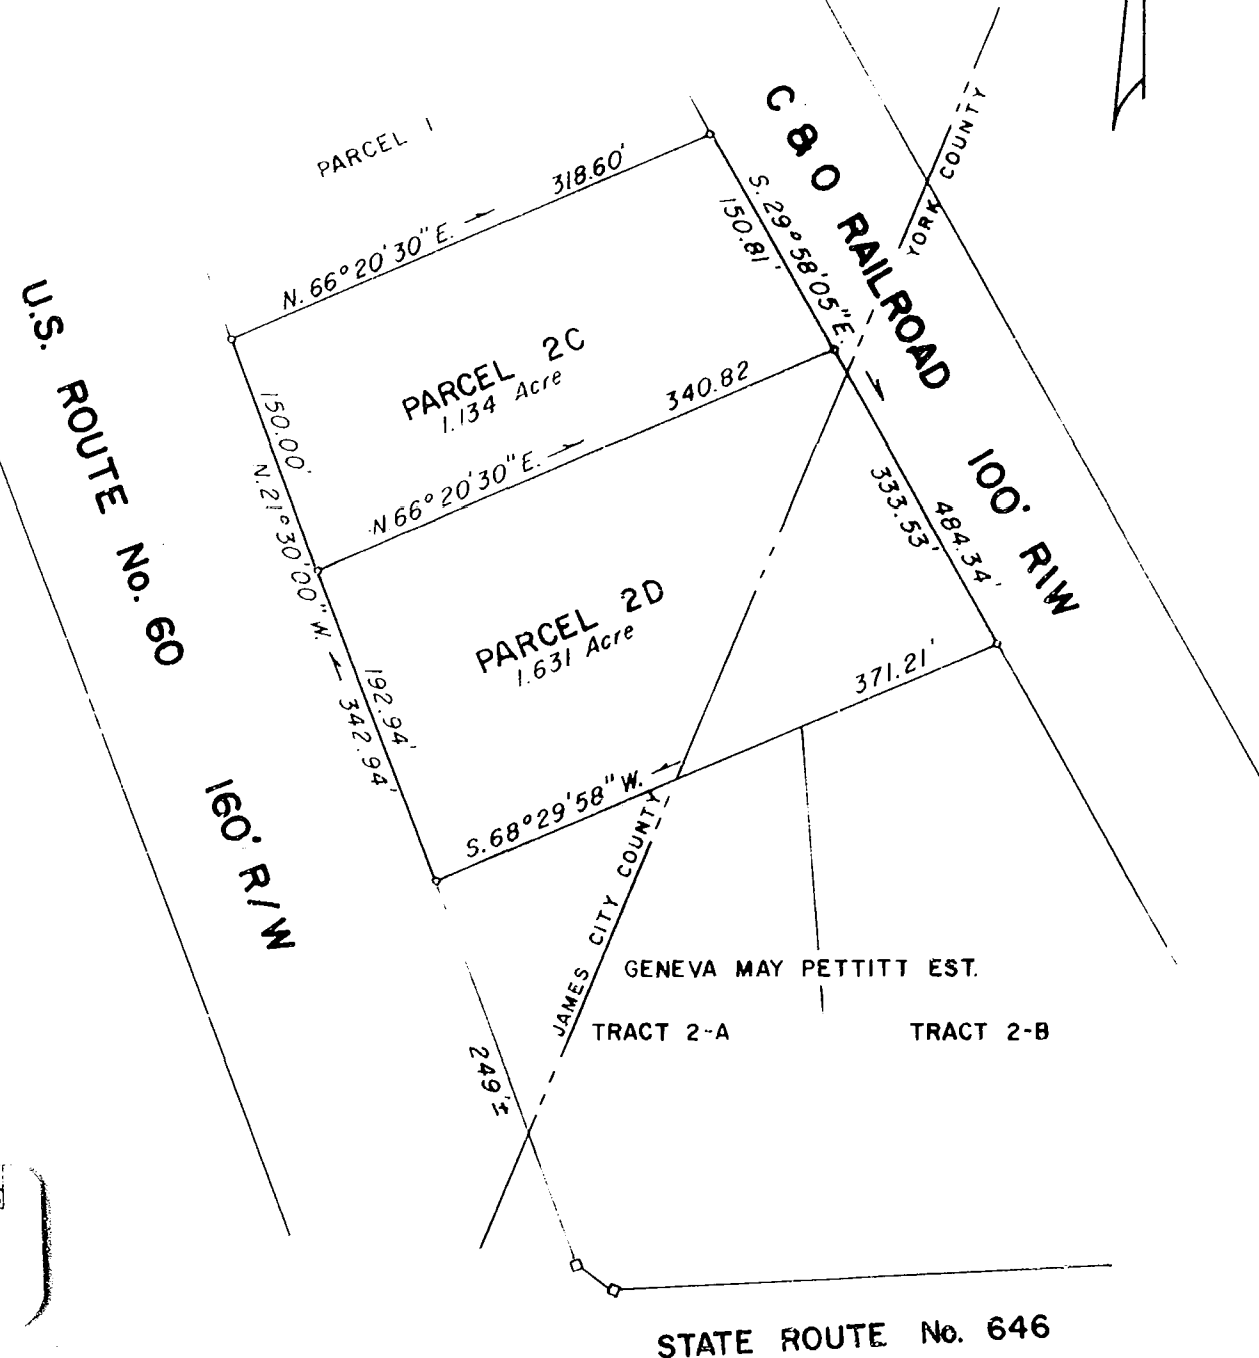 PARCEL 1
C & O RAILROAD 100' R/W
YORK COUNTY
318.60'
N. 66° 20' 30" E.
S. 29° 58' 05" E.
150.81'
U.S. ROUTE No. 60 160' R/W
PARCEL 2C
1.134 Acre
150.00'
340.82
N 66° 20' 30" E.
N. 21° 30' 00" W.
342.94'
333.53'
484.34'
PARCEL 2D
1.631 Acre
192.94'
371.21'
S. 68° 29' 58" W.
JAMES CITY COUNTY
GENEVA MAY PETTITT EST.
TRACT 2-A
TRACT 2-B
249'±
STATE ROUTE No. 646